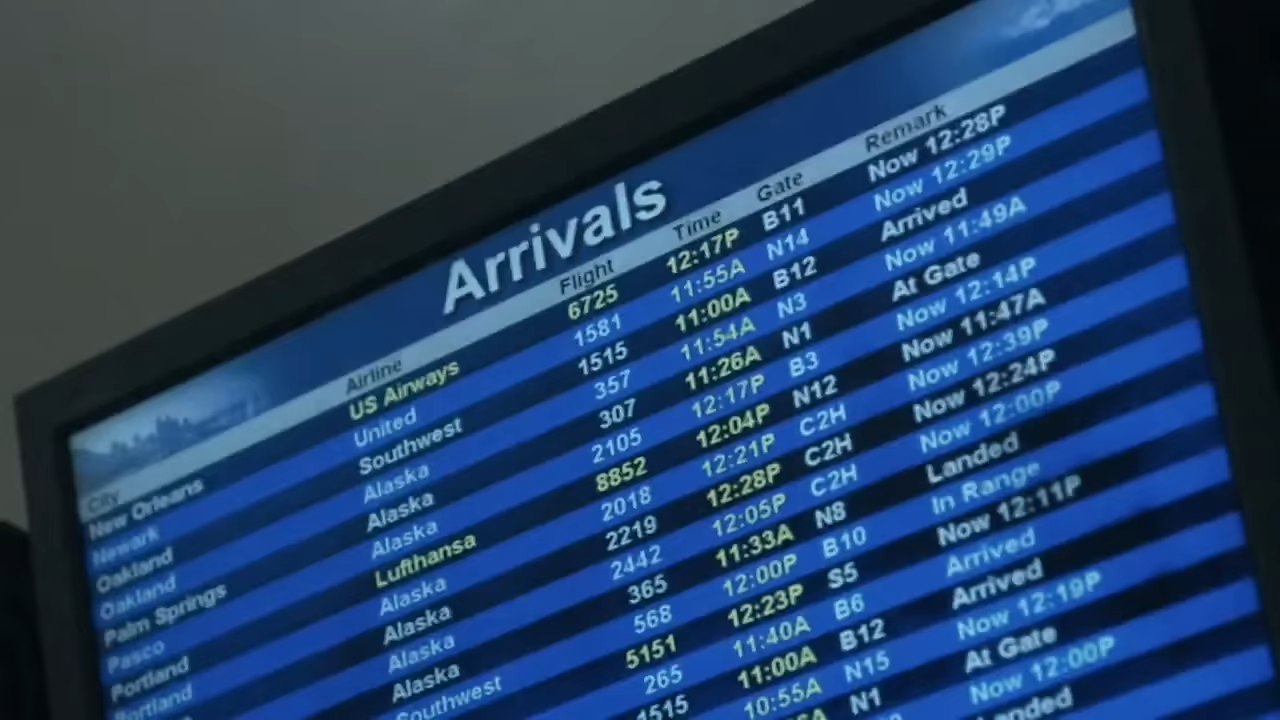 Arrivals
City Airline Flight Time Gate Remark
New Orleans US Airways 6725 12:17P B11 Now 12:28P
Newark United 1581 11:55A N14 Now 12:29P
Oakland Southwest 1515 11:00A B12 Arrived
Oakland Alaska 357 11:54A N3 Now 11:49A
Palm Springs Alaska 307 11:26A N1 At Gate
Pasco Alaska 2105 12:17P B3 Now 12:14P
Portland Lufthansa 8852 12:04P N12 Now 11:47A
Portland Alaska 2018 12:21P C2H Now 12:39P
Alaska 2219 12:28P C2H Now 12:24P
Alaska 2442 12:05P C2H Now 12:00P
Alaska 365 11:33A N8 Landed
Southwest 568 12:00P B10 In Range
5151 12:23P S5 Now 12:11P
265 11:40A B6 Arrived
1515 11:00A B12 Arrived
10:55A N15 Now 12:19P
N1 At Gate
Now 12:00P
Landed